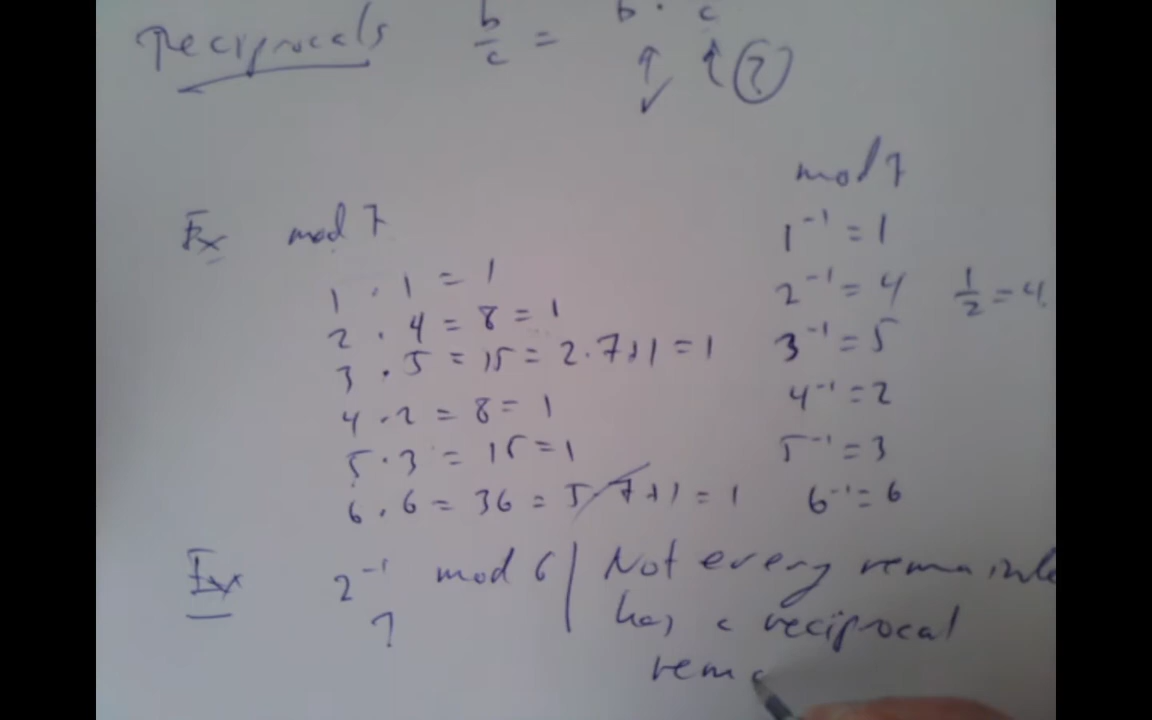 Reciprocals b/c = b · c
↑ ↑ ?
mod 7
Ex mod 7
1^-1 = 1
1 · 1 = 1
2^-1 = 4 1/2 = 4
2 · 4 = 8 = 1
3 · 5 = 15 = 2·7+1 = 1 3^-1 = 5
4 · 2 = 8 = 1 4^-1 = 2
5 · 3 = 15 = 1 5^-1 = 3
6 · 6 = 36 = 5·7+1 = 1 6^-1 = 6
Ex 2^-1 mod 6 | Not every remainde
? has a reciprocal
rema